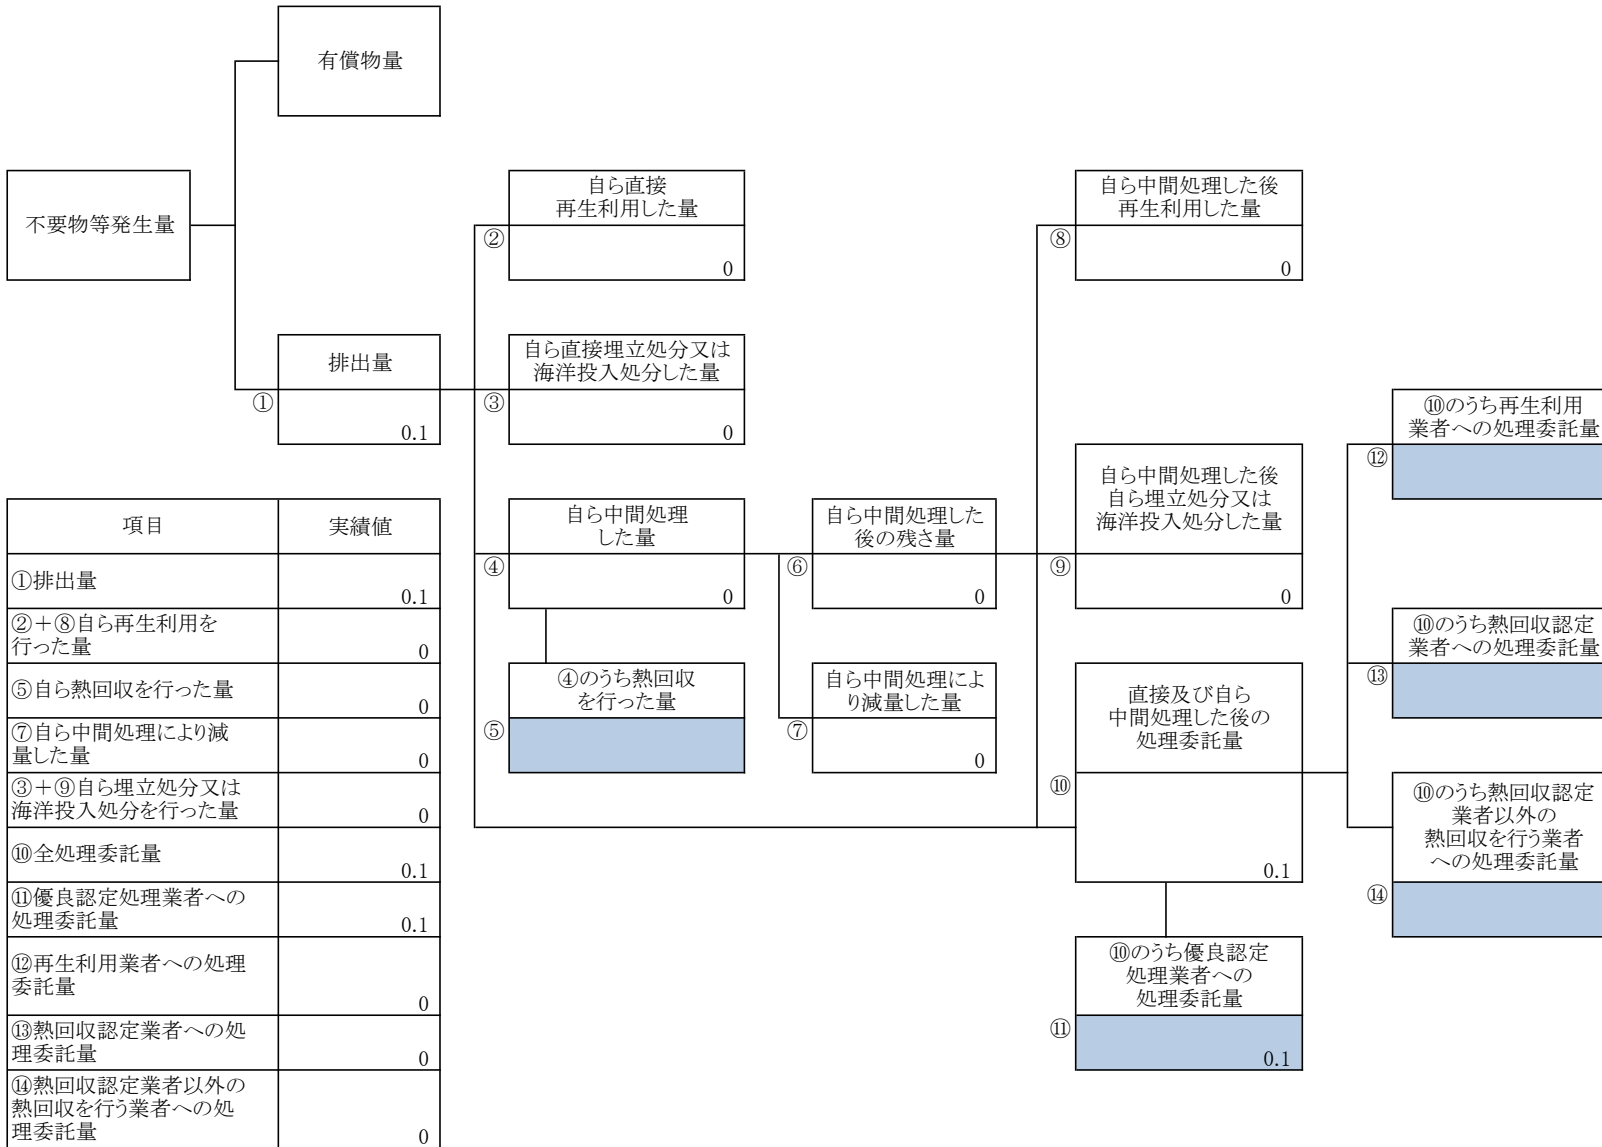 有償物量
不要物等発生量
排出量
①
0.1
自ら直接
再生利用した量
②
0
自ら直接埋立処分又は
海洋投入処分した量
③
0
自ら中間処理
した量
④
0
④のうち熱回収
を行った量
⑤
自ら中間処理した
後の残さ量
⑥
0
自ら中間処理によ
り減量した量
⑦
0
自ら中間処理した後
再生利用した量
⑧
0
自ら中間処理した後
自ら埋立処分又は
海洋投入処分した量
⑨
0
直接及び自ら
中間処理した後の
処理委託量
⑩
0.1
⑩のうち優良認定
処理業者への
処理委託量
⑪
0.1
⑩のうち再生利用
業者への処理委託量
⑫
⑩のうち熱回収認定
業者への処理委託量
⑬
⑩のうち熱回収認定
業者以外の
熱回収を行う業者
への処理委託量
⑭
項目 実績値
①排出量 0.1
②+⑧自ら再生利用を
行った量 0
⑤自ら熱回収を行った量 0
⑦自ら中間処理により減
量した量 0
③+⑨自ら埋立処分又は
海洋投入処分を行った量 0
⑩全処理委託量 0.1
⑪優良認定処理業者への
処理委託量 0.1
⑫再生利用業者への処理
委託量 0
⑬熱回収認定業者への処
理委託量 0
⑭熱回収認定業者以外の
熱回収を行う業者への処
理委託量 0